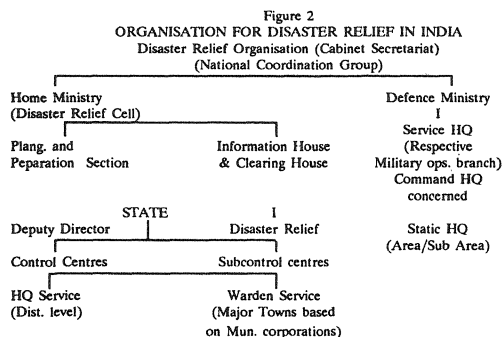 Figure 2
ORGANISATION FOR DISASTER RELIEF IN INDIA
Disaster Relief Organisation (Cabinet Secretariat)
(National Coordination Group)
Home Ministry
(Disaster Relief Cell)
Plang. and
Peparation Section
Information House
& Clearing House
Defence Ministry
I
Service HQ
(Respective
Military ops. branch)
Command HQ
concerned
Static HQ
(Area/Sub Area)
STATE
I
Deputy Director
Disaster Relief
Control Centres
Subcontrol centres
HQ Service
(Dist. level)
Warden Service
(Major Towns based
on Mun. corporations)